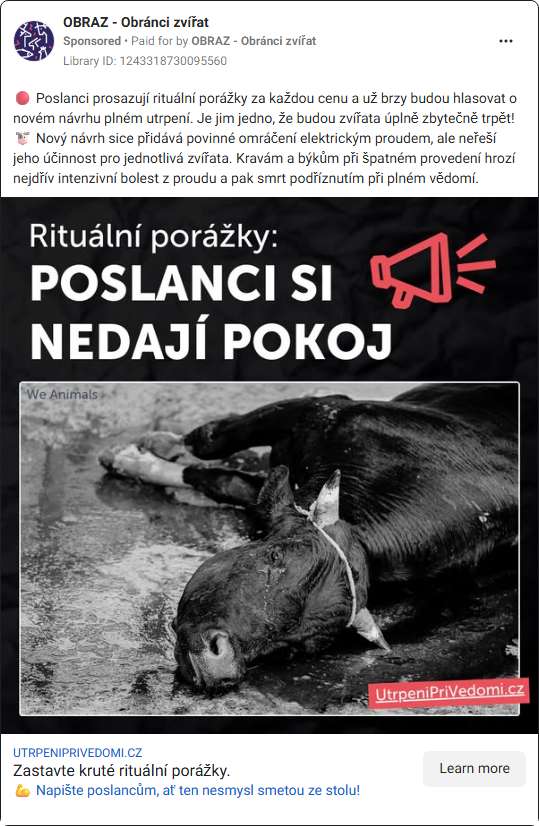 OBRAZ - Obránci zvířat
Sponsored • Paid for by OBRAZ - Obránci zvířat
Library ID: 1243318730095560
Poslanci prosazují rituální porážky za každou cenu a už brzy budou hlasovat o
novém návrhu plném utrpení. Je jim jedno, že budou zvířata úplně zbytečně trpět!
Nový návrh sice přidává povinné omráčení elektrickým proudem, ale neřeší
jeho účinnost pro jednotlivá zvířata. Kravám a býkům při špatném provedení hrozí
nejdřív intenzivní bolest z proudu a pak smrt podříznutím při plném vědomí.
Rituální porážky:
POSLANCI SI
NEDAJÍ POKOJ
We Animals
UtrpeniPriVedomi.cz
UTRPENIPRIVEDOMI.CZ
Zastavte kruté rituální porážky.
Learn more
💪 Napište poslancům, ať ten nesmysl smetou ze stolu!